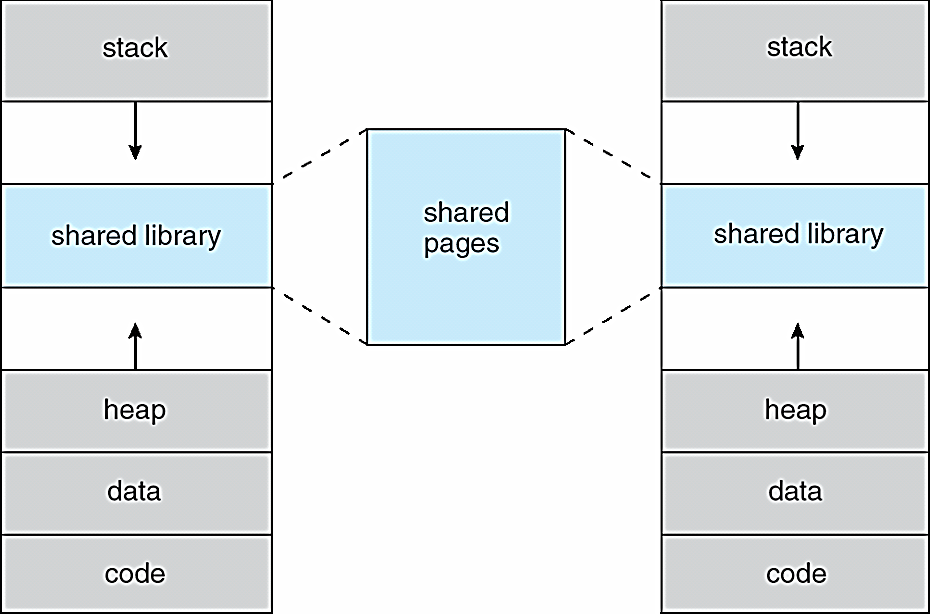 stack
shared library
heap
data
code
shared
pages
stack
shared library
heap
data
code